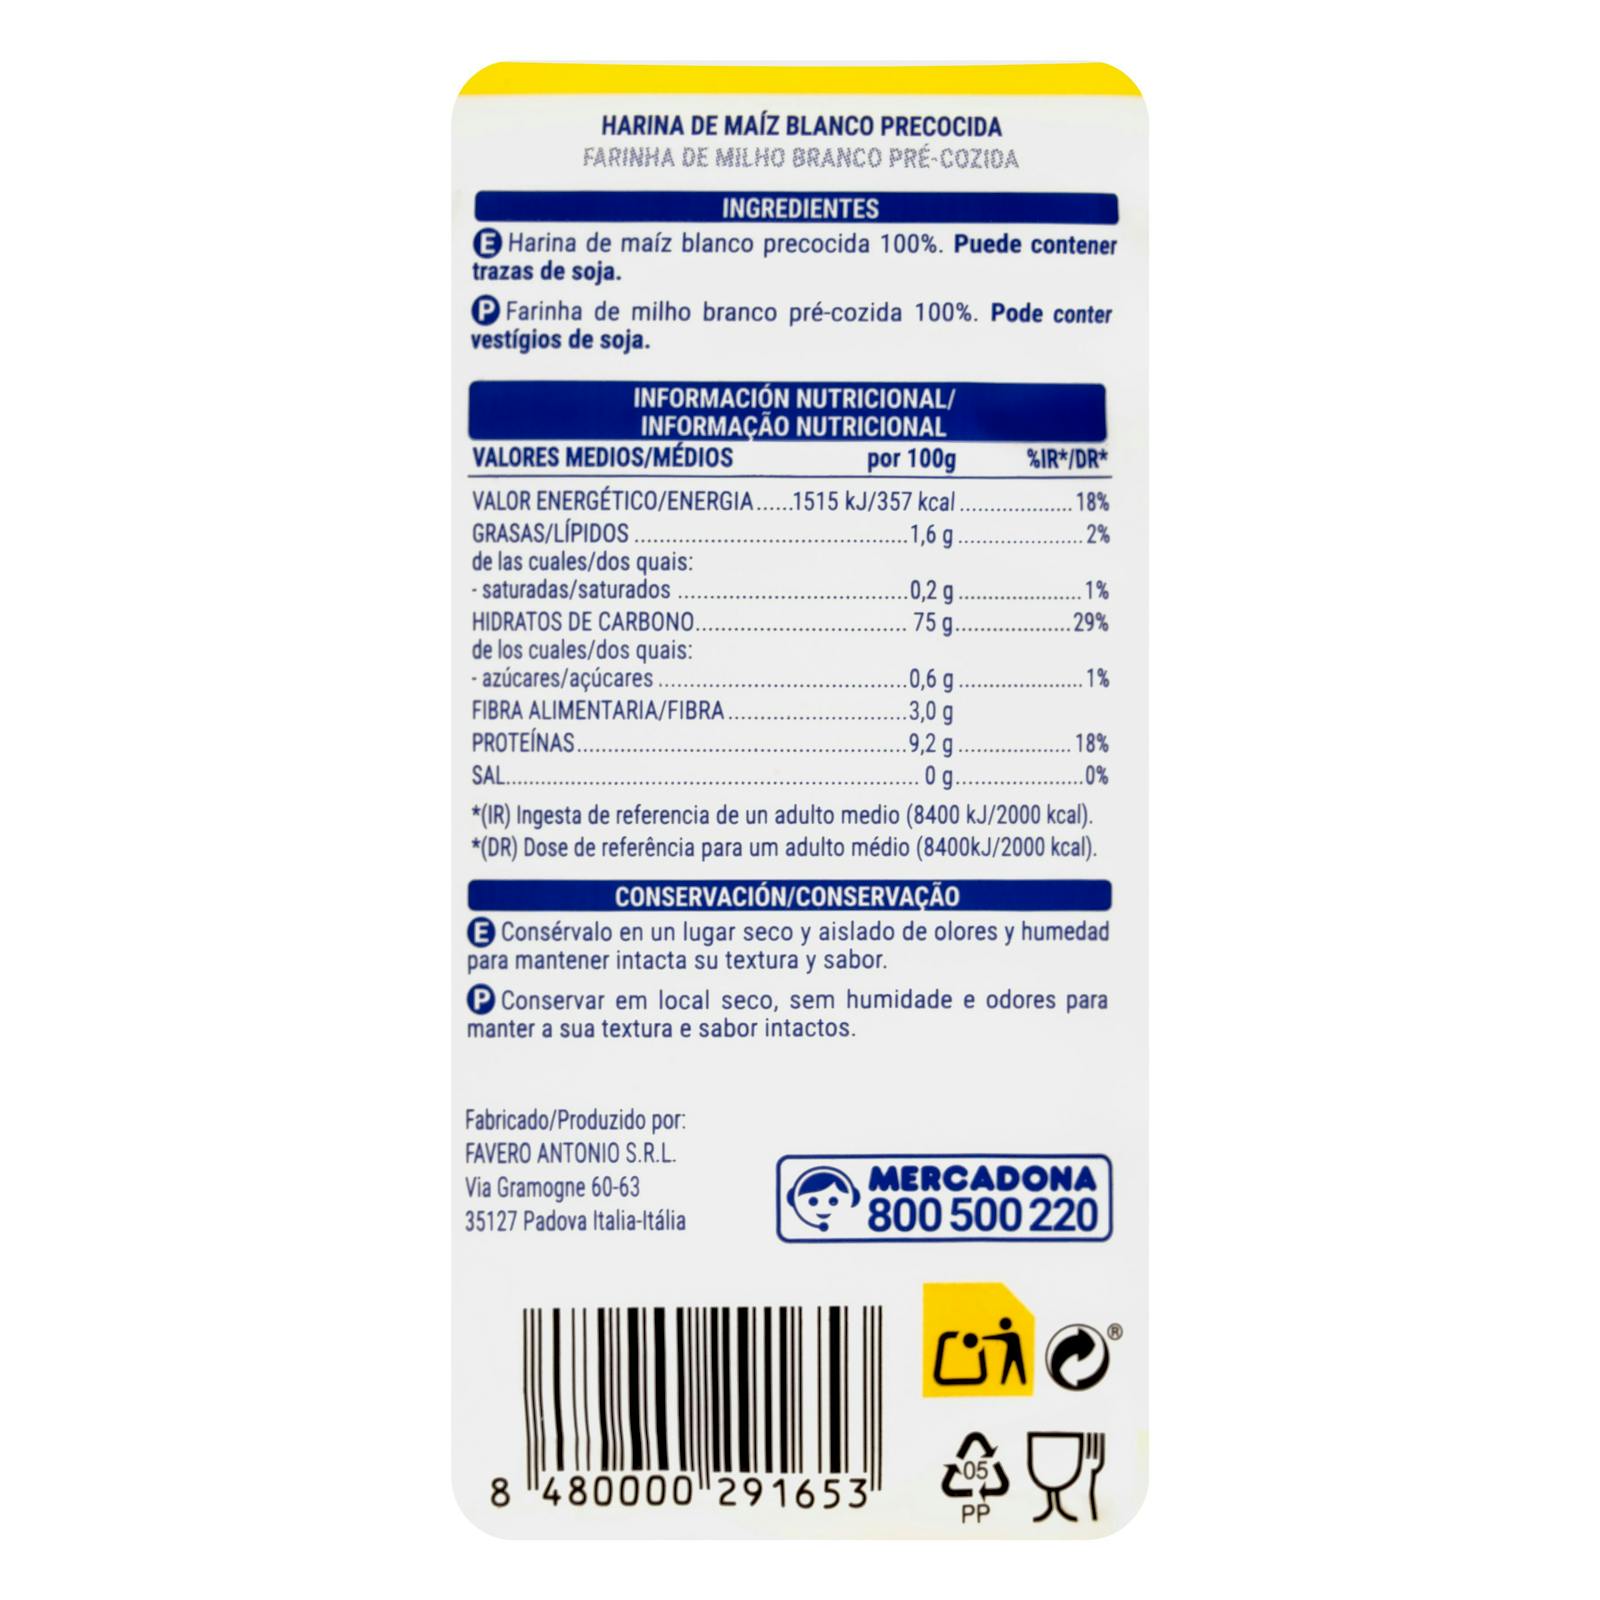 HARINA DE MAÍZ BLANCO PRECOCIDA
FARINHA DE MILHO BRANCO PRÉ-COZIDA
INGREDIENTES
E Harina de maíz blanco precocida 100%. Puede contener
trazas de soja.
P Farinha de milho branco pré-cozida 100%. Pode conter
vestígios de soja.
INFORMACIÓN NUTRICIONAL/
INFORMAÇÃO NUTRICIONAL
VALORES MEDIOS/MÉDIOS por 100g %IR*/DR*
VALOR ENERGÉTICO/ENERGIA......1515 kJ/357 kcal...................18%
GRASAS/LÍPIDOS..........................................1,6 g.....................2%
de las cuales/dos quais:
- saturadas/saturados...................................0,2 g.....................1%
HIDRATOS DE CARBONO................................ 75 g...................29%
de los cuales/dos quais:
- azúcares/açúcares......................................0,6 g.....................1%
FIBRA ALIMENTARIA/FIBRA...........................3,0 g
PROTEÍNAS..................................................9,2 g...................18%
SAL............................................................... 0 g.....................0%
*(IR) Ingesta de referencia de un adulto medio (8400 kJ/2000 kcal).
*(DR) Dose de referência para um adulto médio (8400kJ/2000 kcal).
CONSERVACIÓN/CONSERVAÇÃO
E Consérvalo en un lugar seco y aislado de olores y humedad
para mantener intacta su textura y sabor.
P Conservar em local seco, sem humidade e odores para
manter a sua textura e sabor intactos.
Fabricado/Produzido por:
FAVERO ANTONIO S.R.L.
Via Gramogne 60-63
35127 Padova Italia-Itália
MERCADONA
800 500 220
®
05
PP
8 480000 291653